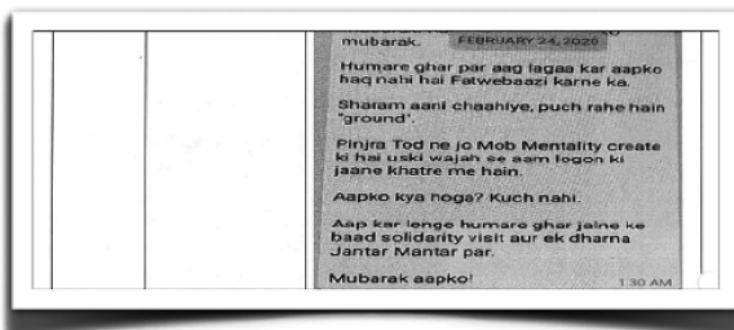 mubarak.
FEBRUARY 24, 2020
Humare ghar par aag lagaa kar aapko
haq nahi hai Fatwebaazi karne ka.
Sharam aani chaahiye, puch rahe hain
"ground".
Pinjra Tod ne jo Mob Mentality create
ki hai uski wajah se aam logon ki
jaane khatre me hain.
Aapko kya hoga? Kuch nahi.
Aap kar lenge humare ghar jalne ke
baad solidarity visit aur ek dharna
Jantar Mantar par.
Mubarak aapko!
1:30 AM